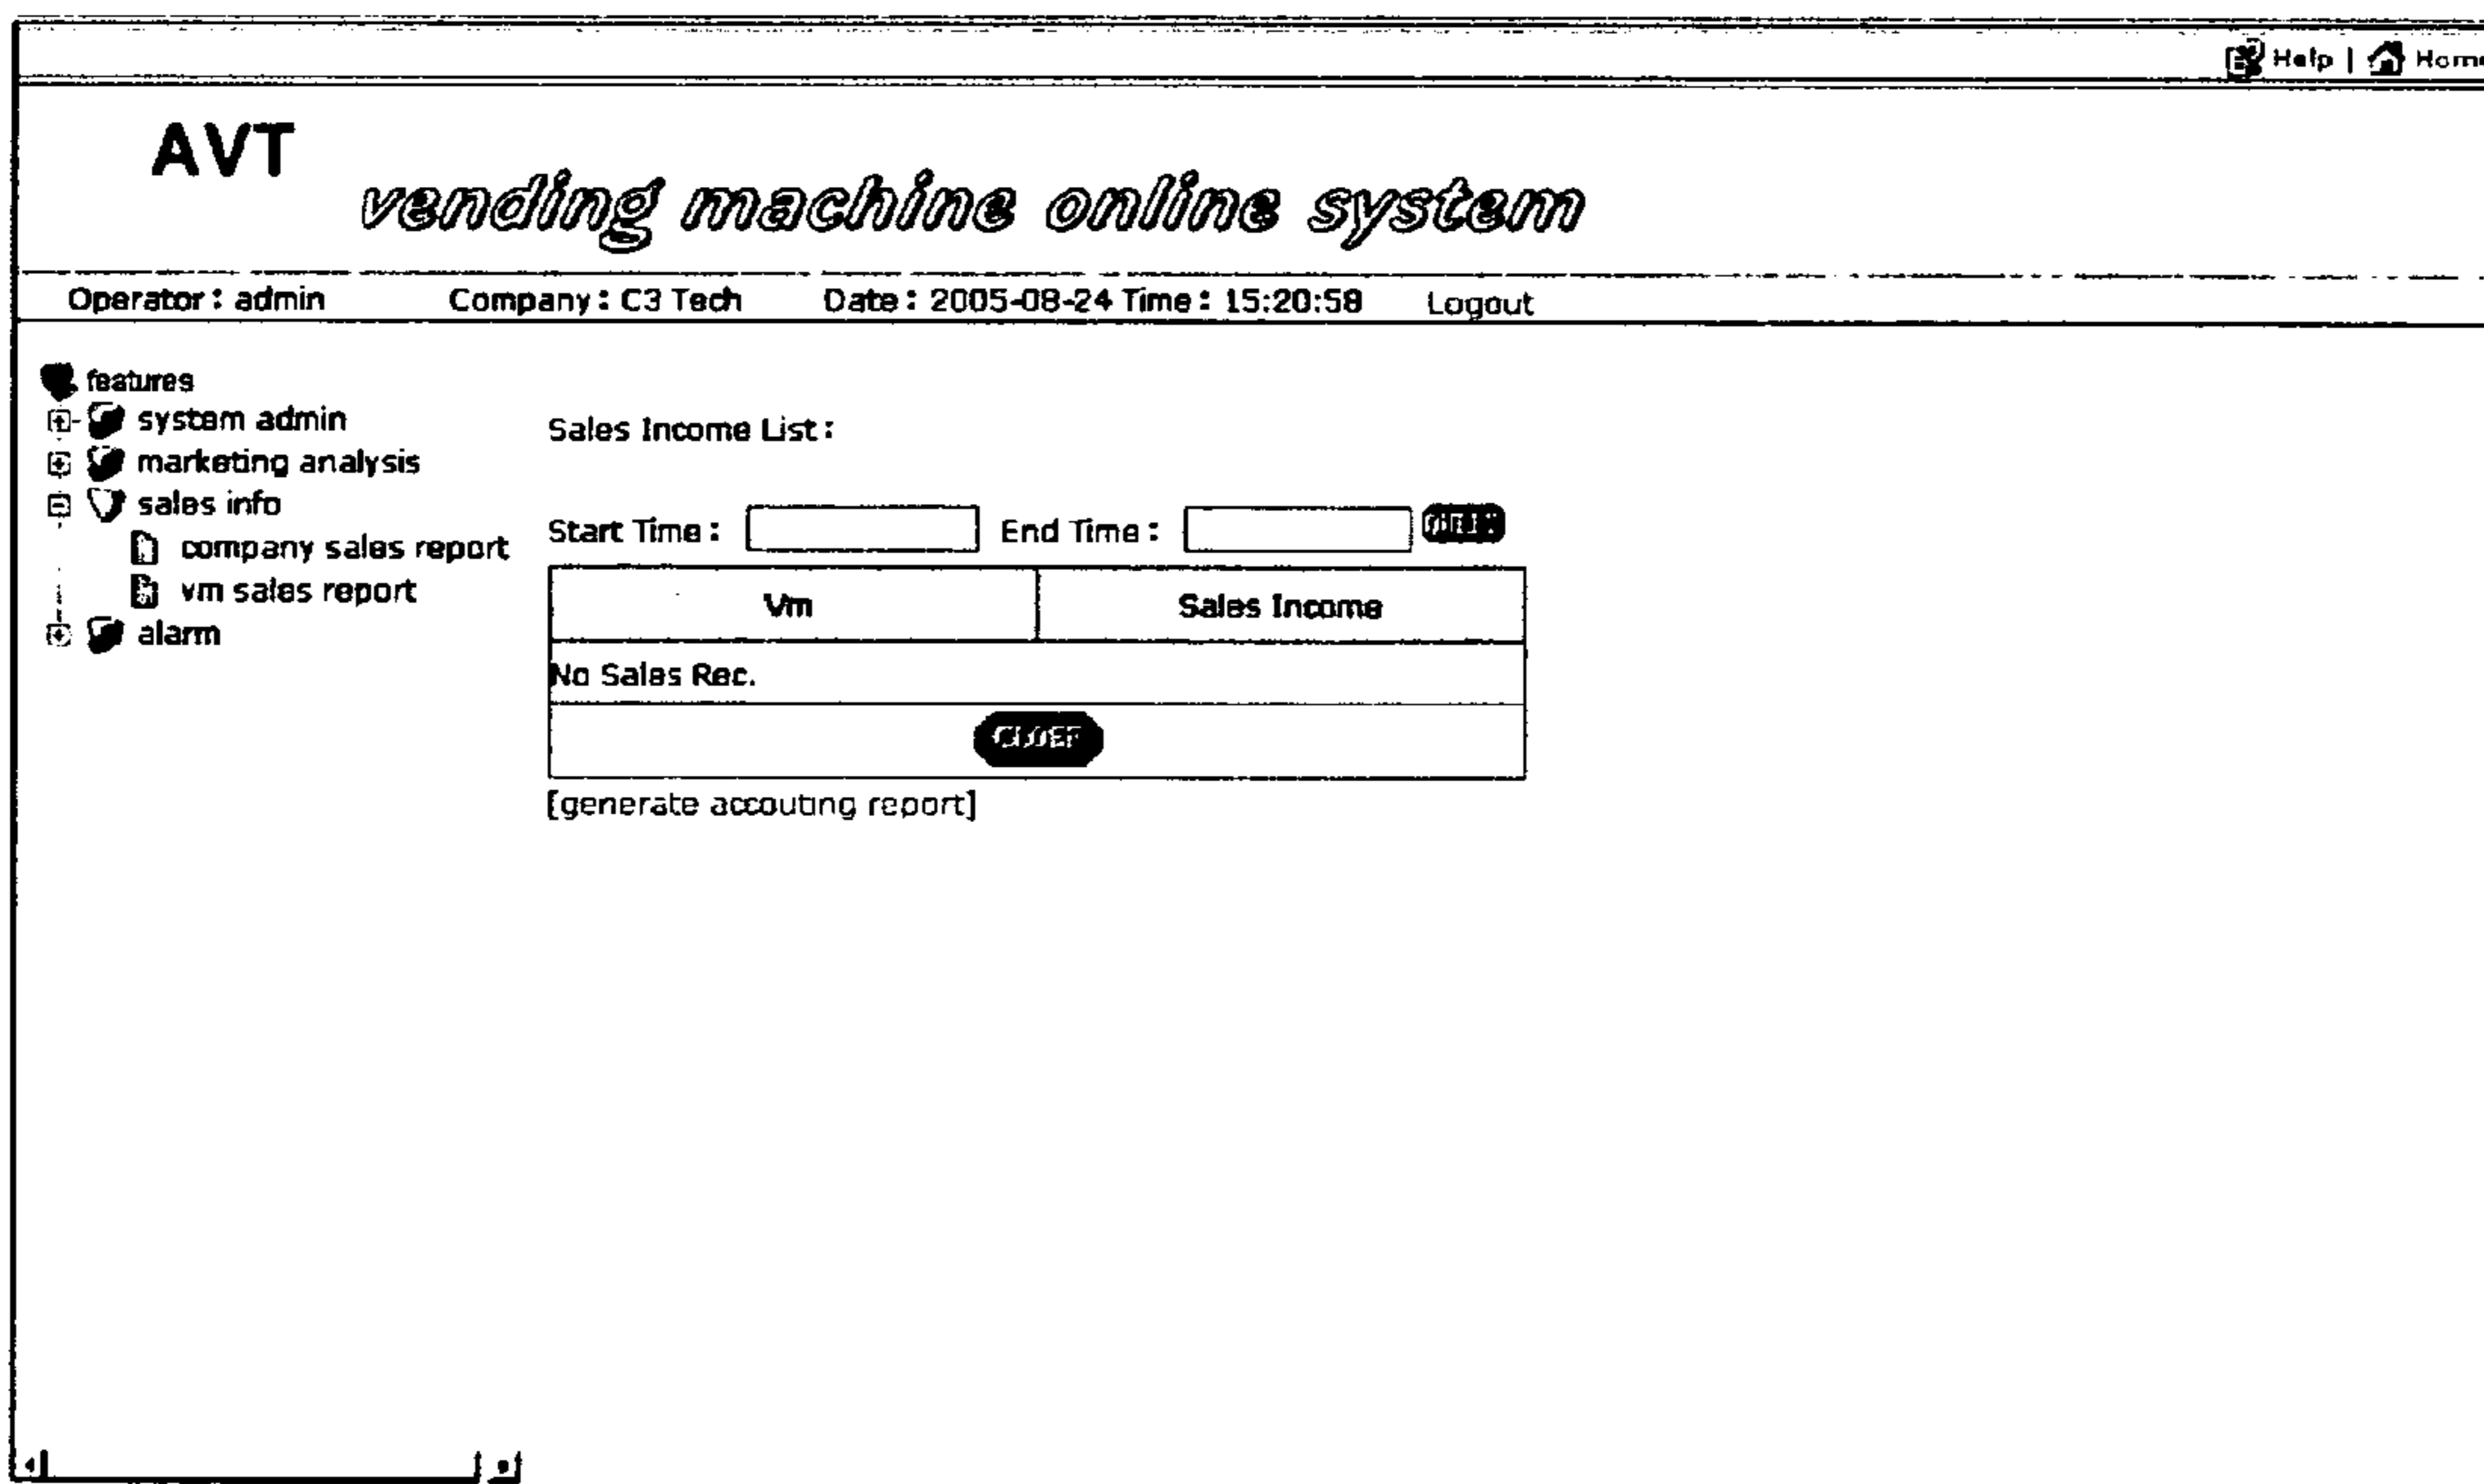 Help | Home
AVT
vending machine online system
Operator : admin Company : C3 Tech Date : 2005-08-24 Time : 15:20:58 Logout
features
system admin
marketing analysis
sales info
company sales report
vm sales report
alarm
Sales Income List :
Start Time : End Time :
Vm Sales Income
No Sales Rec.
[generate accouting report]